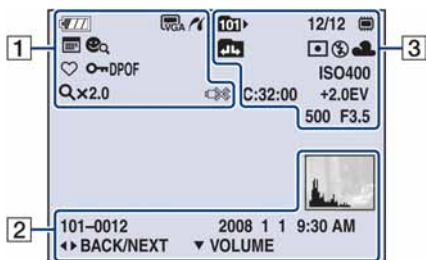 1
VGA 101 12/12
3
DPOF ISO400
×2.0 C:32:00 +2.0EV
500 F3.5
2
101–0012 2008 1 1 9:30 AM
BACK/NEXT VOLUME